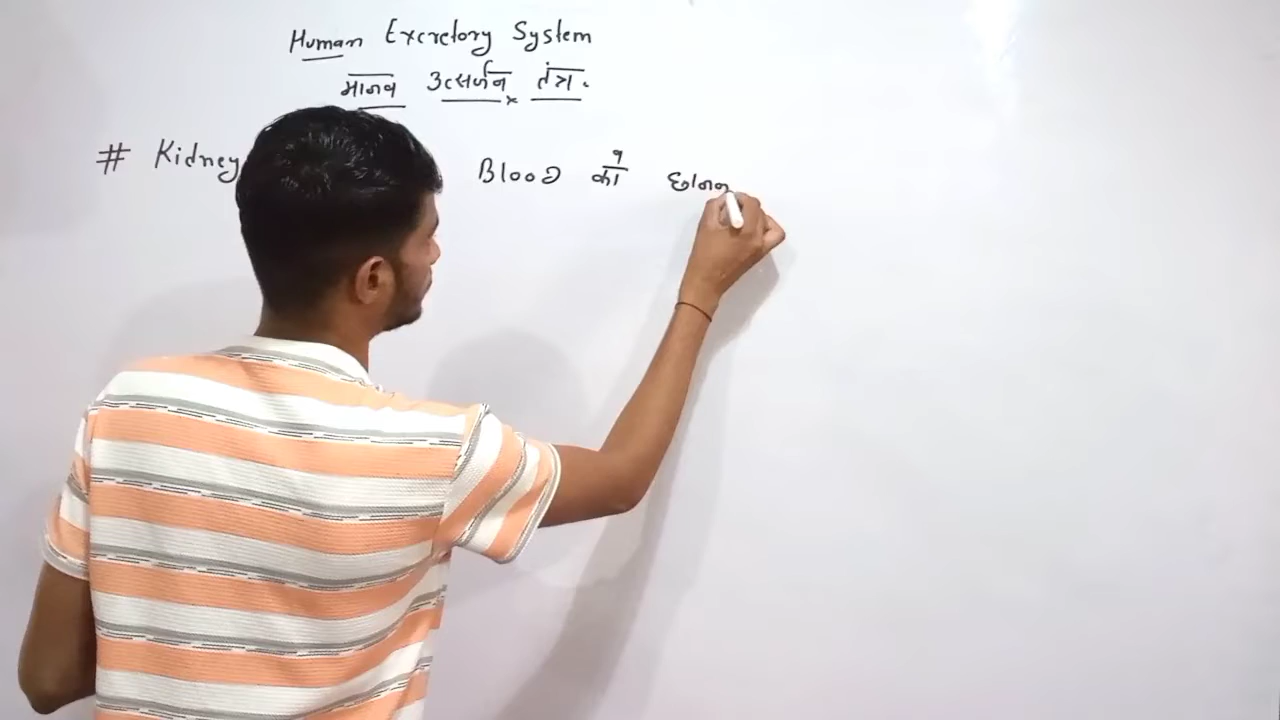 Human Excretory System
मानव उत्सर्जन तंत्र.
# Kidney Blood को छानन